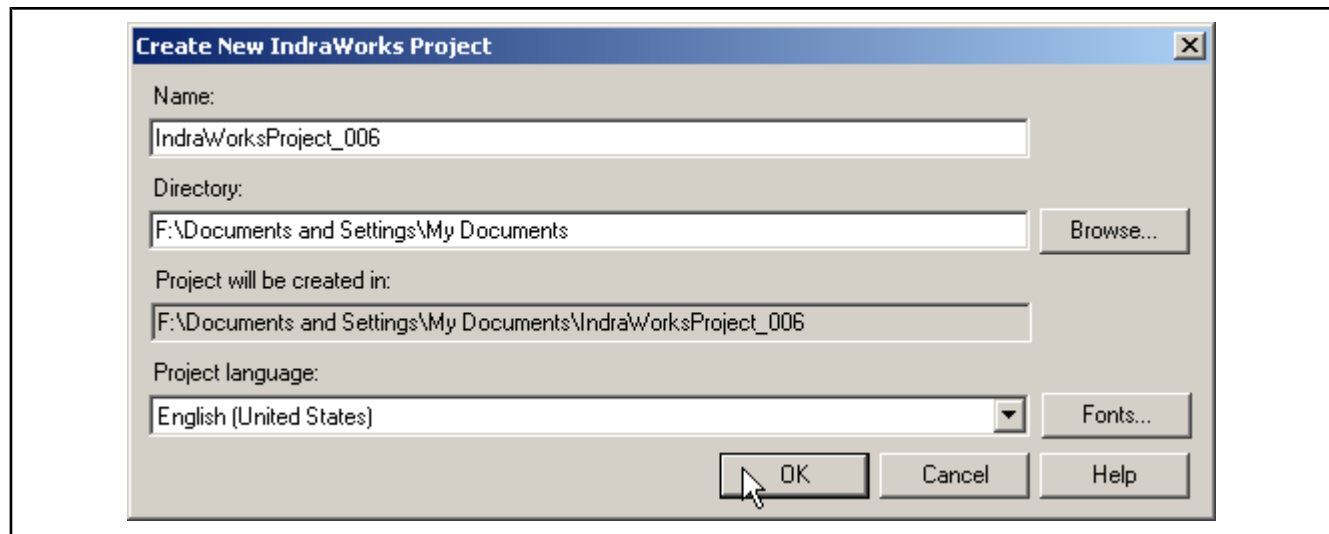 Create New IndraWorks Project
Name:
IndraWorksProject_006
Directory:
F:\Documents and Settings\My Documents
Browse...
Project will be created in:
F:\Documents and Settings\My Documents\IndraWorksProject_006
Project language:
English (United States)
Fonts...
OK
Cancel
Help